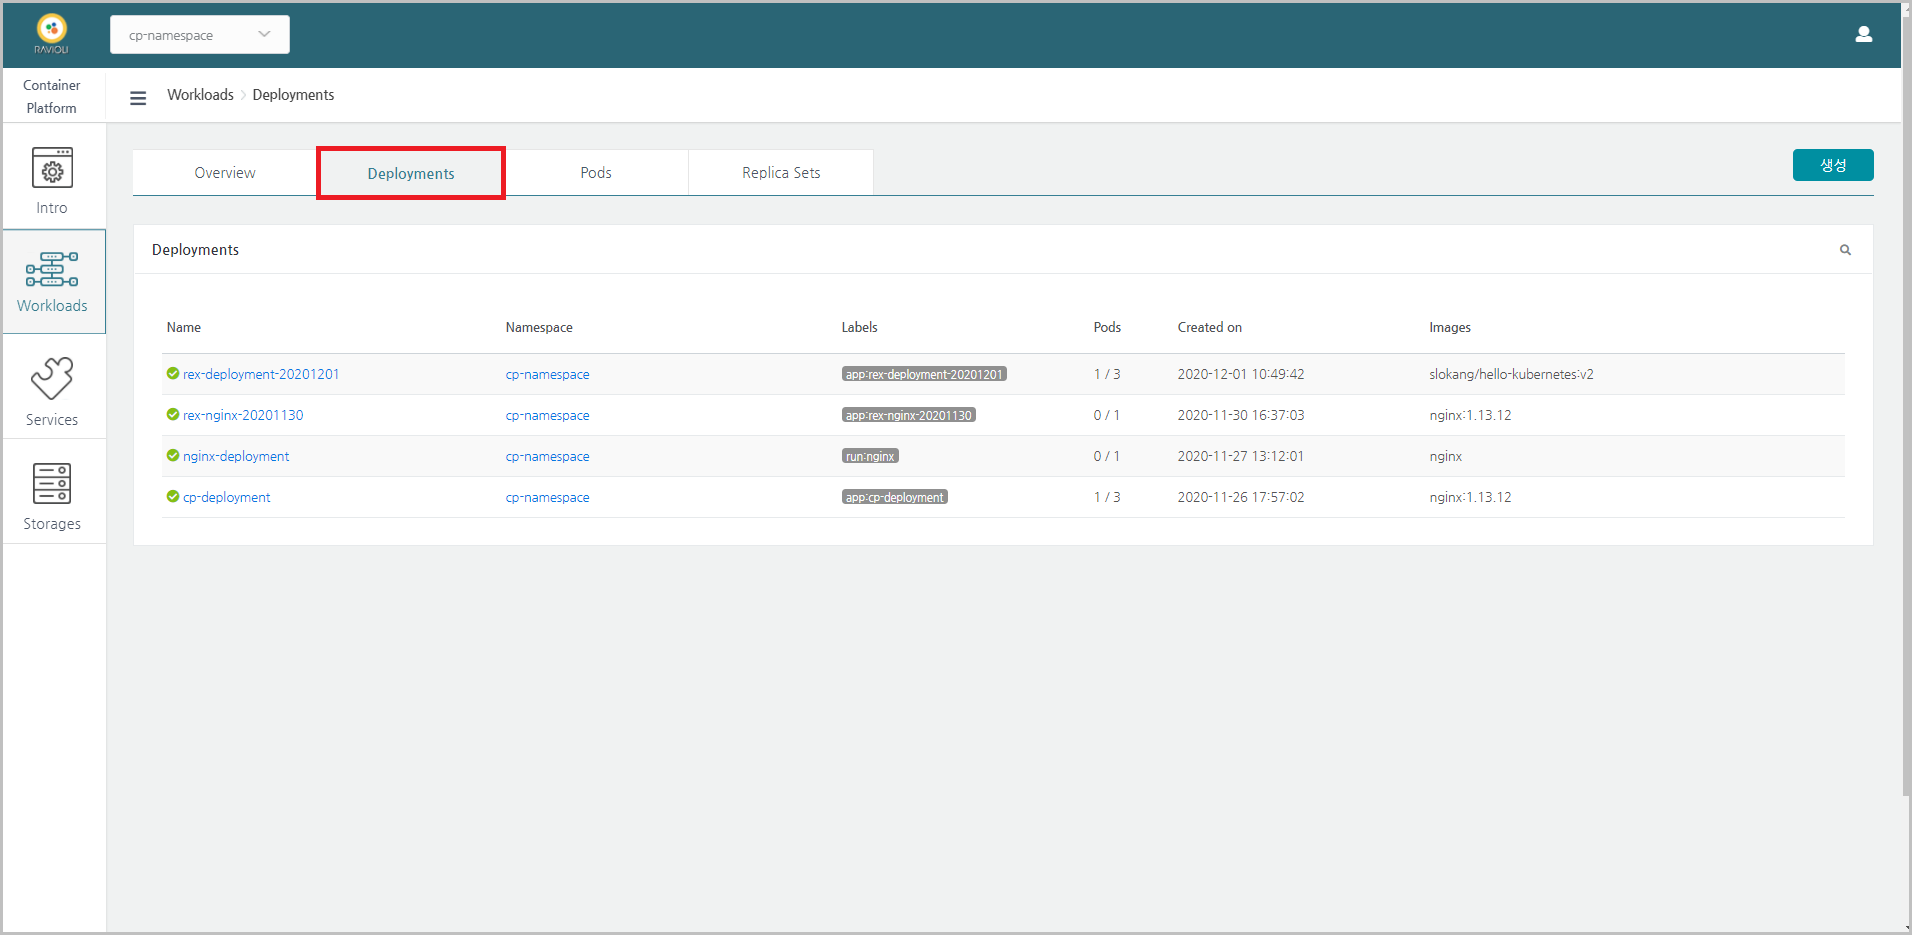 RAVIOLI
cp-namespace
Container
Platform
Workloads Deployments
Intro
Workloads
Services
Storages
Overview
Deployments
Pods
Replica Sets
생성
Deployments
Name Namespace Labels Pods Created on Images
rex-deployment-20201201 cp-namespace app:rex-deployment-20201201 1 / 3 2020-12-01 10:49:42 slokang/hello-kubernetes:v2
rex-nginx-20201130 cp-namespace app:rex-nginx-20201130 0 / 1 2020-11-30 16:37:03 nginx:1.13.12
nginx-deployment cp-namespace run:nginx 0 / 1 2020-11-27 13:12:01 nginx
cp-deployment cp-namespace app:cp-deployment 1 / 3 2020-11-26 17:57:02 nginx:1.13.12